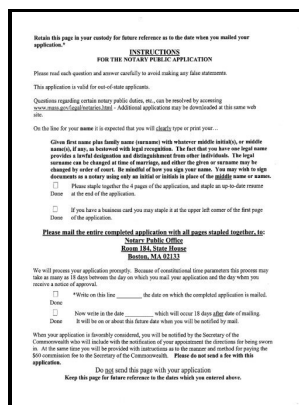 Retain this page in your custody for future reference as to the date when you mailed your
application.*
INSTRUCTIONS
FOR THE NOTARY PUBLIC APPLICATION
Please read each question and answer carefully to avoid making any false statements.
This application is valid for out-of-state applicants.
Questions regarding certain notary public duties, etc., can be resolved by accessing
www.mass.gov/legal/notaries.html - Additional applications may be downloaded at this same web
site.
On the line for your name it is expected that you will clearly type or print your…
Given first name plus family name (surname) with whatever middle initial(s), or middle
name(s), if any, as bestowed with legal recognition. The fact that you have one legal name
provides a lawful designation and distinguishment from other individuals. The legal
surname can be changed at time of marriage, and either the given or surname may be
changed by order of court. Be mindful of how you sign your name. You may wish to sign
documents as a notary using only an initial or initials in place of the middle name or names.
Please staple together the 4 pages of the application, and staple an up-to-date resume
Done at the end of the application.
If you have a business card you may staple it at the upper left corner of the first page
Done of the application.
Please mail the entire completed application with all pages stapled together, to:
Notary Public Office
Room 184, State House
Boston, MA 02133
We will process your application promptly. Because of constitutional time parameters this process may
take as many as 18 days between the day on which you mail your application and the day when you
receive a notice of approval.
*Write on this line ________ the date on which the completed application is mailed.
Done
Now write in the date ________ which will occur 18 days after date of mailing.
Done It will be on or about this future date when you will be notified by mail.
When your application is favorably considered, you will be notified by the Secretary of the
Commonwealth who will include with the notification of your appointment the directions for being sworn
in. At the same time you will be provided with instructions as to the manner and method for paying the
$60 commission fee to the Secretary of the Commonwealth. Please do not send a fee with this
application.
Do not send this page with your application
Keep this page for future reference to the dates which you entered above.